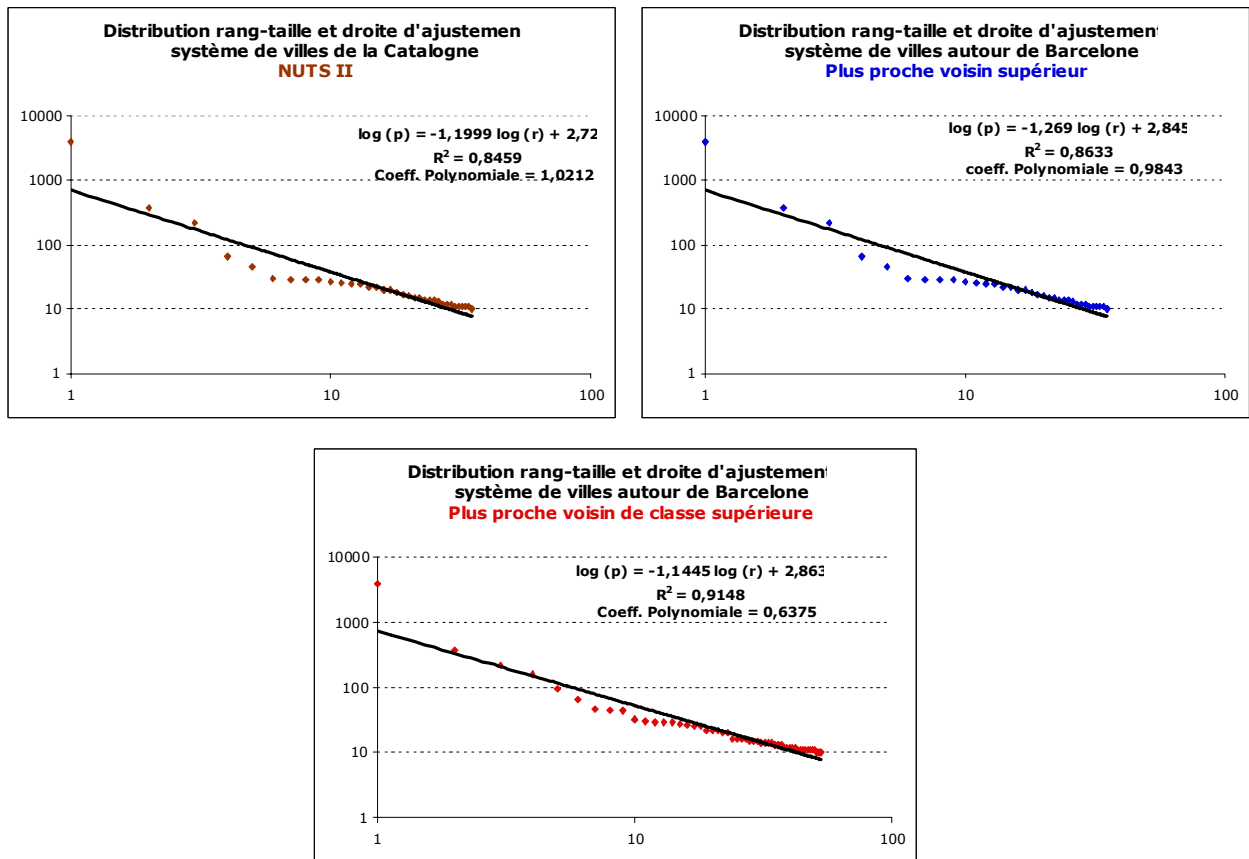 Distribution rang-taille et droite d'ajustemen
système de villes de la Catalogne
NUTS II
10000
1000
100
10
1
1
10
100
log (p) = -1,1999 log (r) + 2,72
R² = 0,8459
Coeff. Polynomiale = 1,0212
Distribution rang-taille et droite d'ajustement
système de villes autour de Barcelone
Plus proche voisin supérieur
10000
1000
100
10
1
1
10
100
log (p) = -1,269 log (r) + 2,845
R² = 0,8633
coeff. Polynomiale = 0,9843
Distribution rang-taille et droite d'ajustement
système de villes autour de Barcelone
Plus proche voisin de classe supérieure
10000
1000
100
10
1
1
10
100
log (p) = -1,1445 log (r) + 2,863
R² = 0,9148
Coeff. Polynomiale = 0,6375